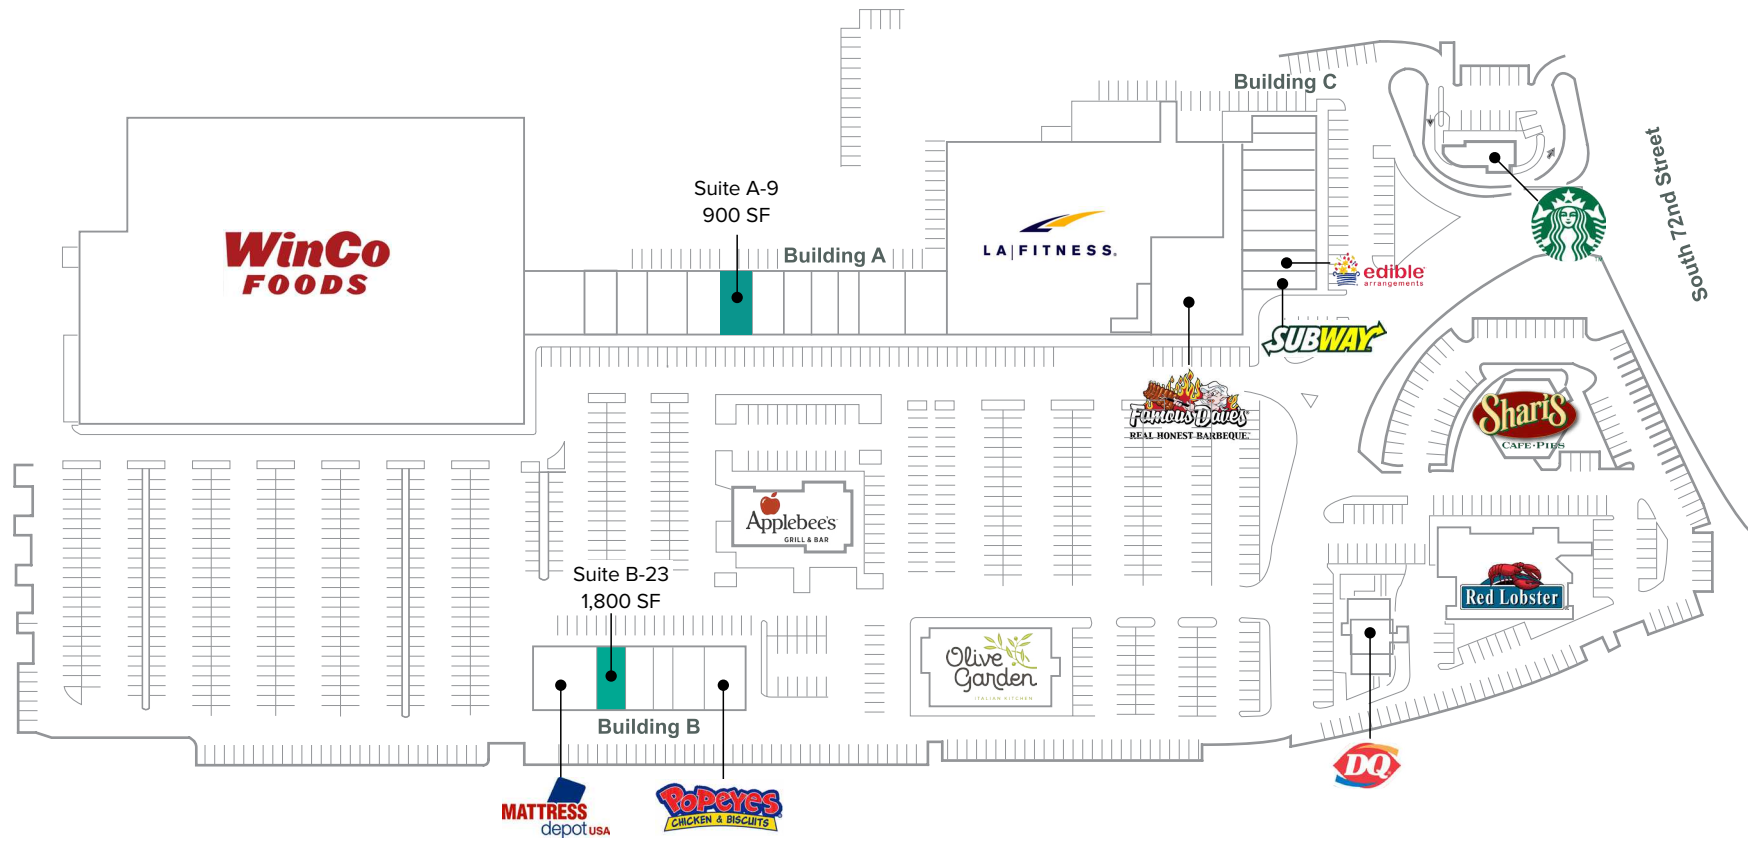 Building C
South 72nd Street
Suite A-9
900 SF
Building A
WinCo
FOODS
LA FITNESS.
edible
arrangements
SUBWAY
Famous Dave's
REAL HONEST BARBEQUE
Shari's
CAFE • PIES
Applebee's
GRILL & BAR
Suite B-23
1,800 SF
Red Lobster
Olive
Garden
ITALIAN KITCHEN
Building B
DQ
MATTRESS
depot USA
POPEYES
CHICKEN & BISCUITS